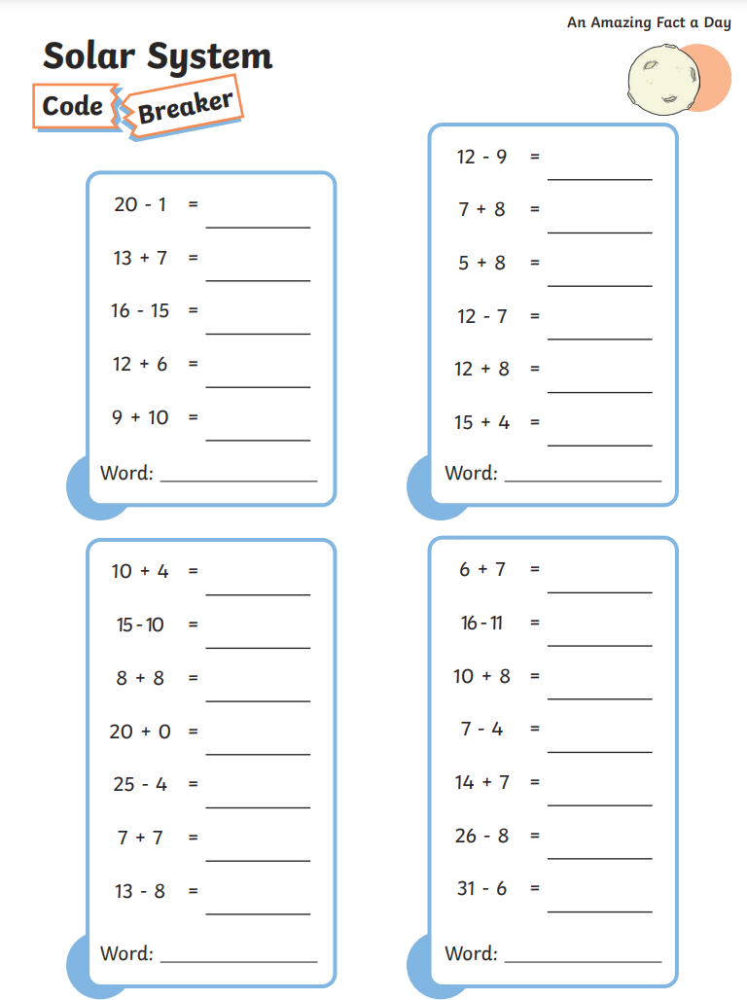 An Amazing Fact a Day
Solar System
Code Breaker
20 - 1 =
13 + 7 =
16 - 15 =
12 + 6 =
9 + 10 =
Word:
12 - 9 =
7 + 8 =
5 + 8 =
12 - 7 =
12 + 8 =
15 + 4 =
Word:
10 + 4 =
15 - 10 =
8 + 8 =
20 + 0 =
25 - 4 =
7 + 7 =
13 - 8 =
Word:
6 + 7 =
16 - 11 =
10 + 8 =
7 - 4 =
14 + 7 =
26 - 8 =
31 - 6 =
Word: